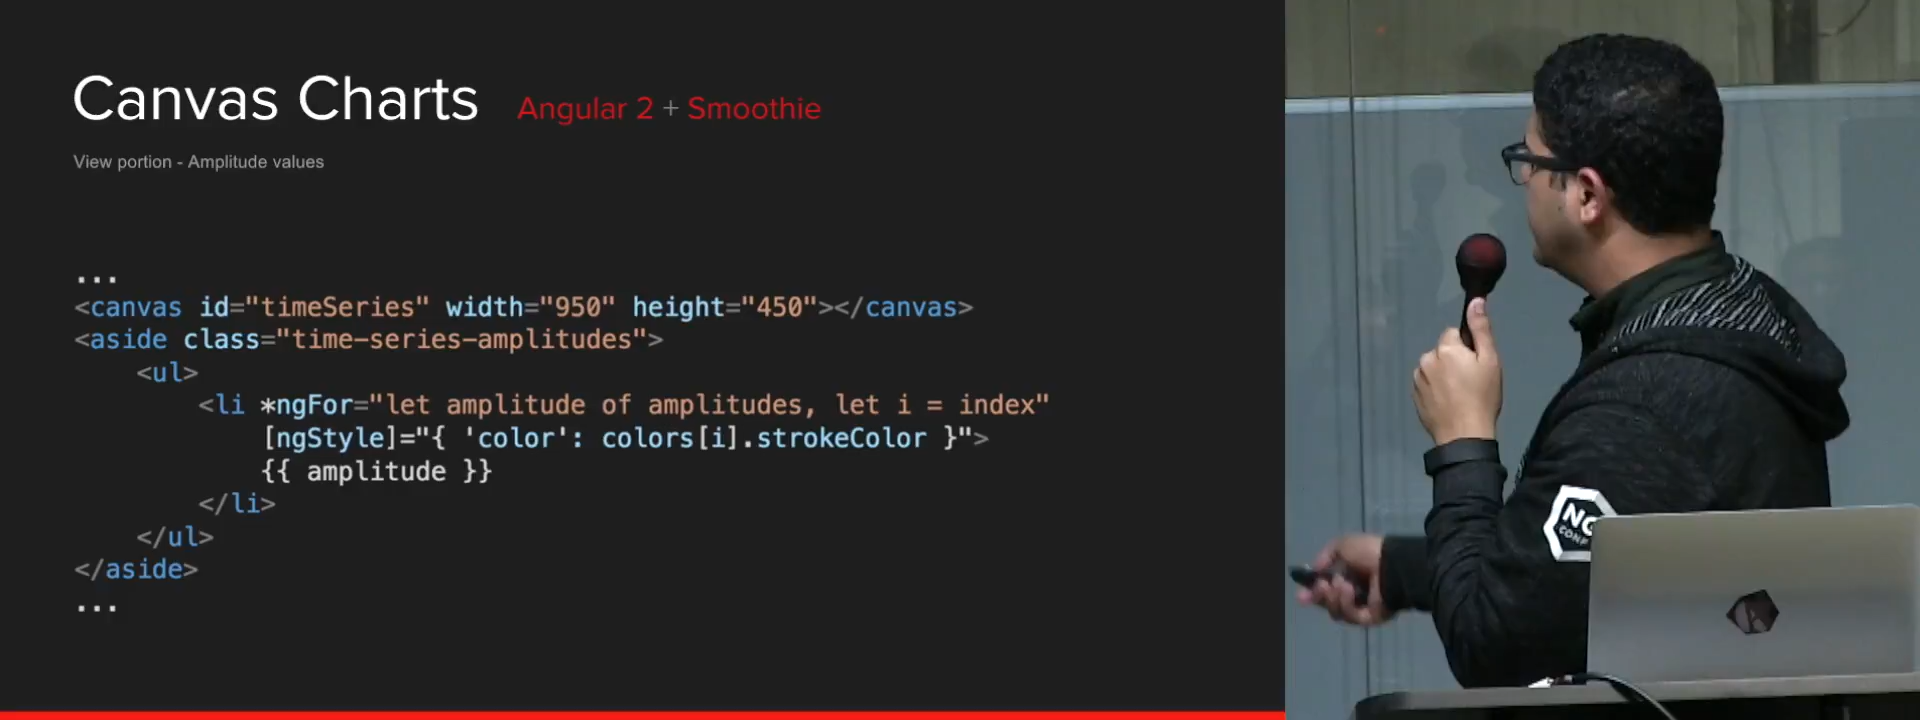 Canvas Charts Angular 2 + Smoothie
View portion - Amplitude values
...
<canvas id="timeSeries" width="950" height="450"></canvas>
<aside class="time-series-amplitudes">
<ul>
<li *ngFor="let amplitude of amplitudes, let i = index"
[ngStyle]="{ 'color': colors[i].strokeColor }">
{{ amplitude }}
</li>
</ul>
</aside>
...